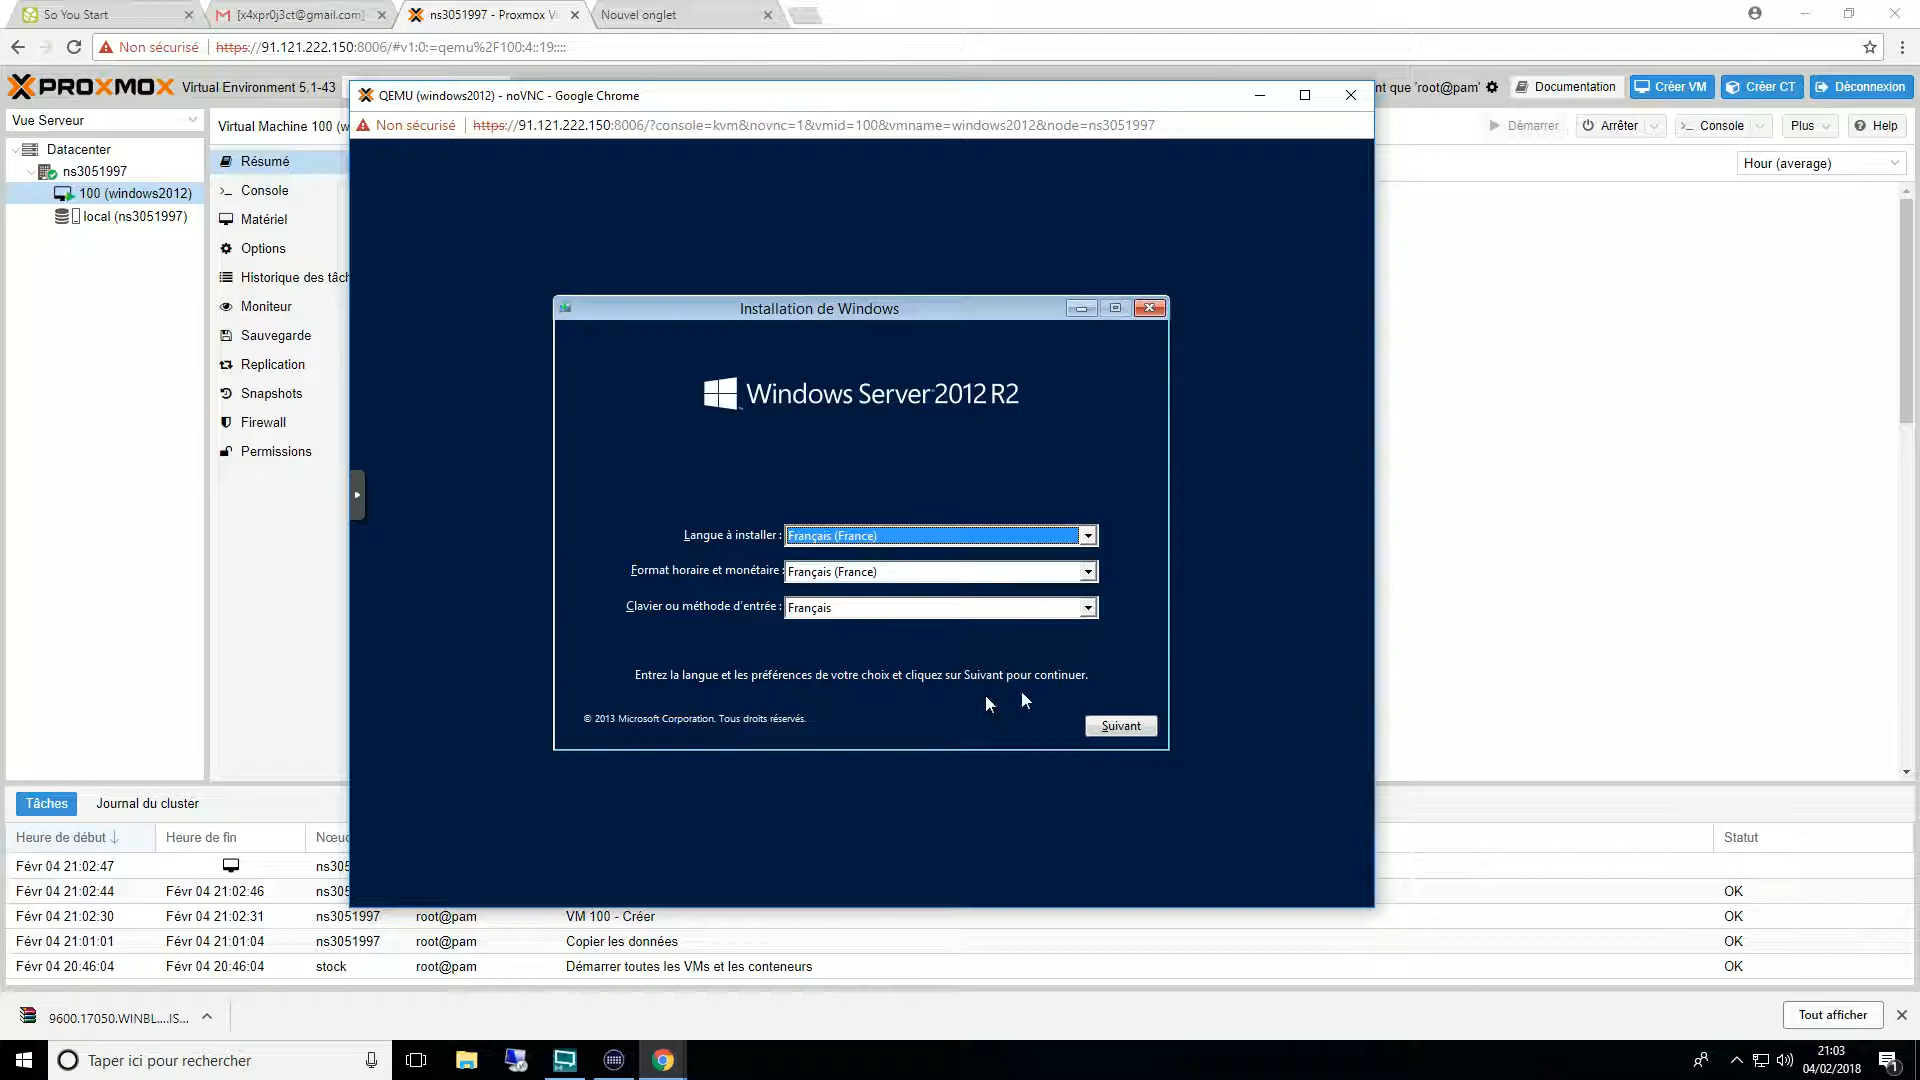 So You Start
[x4xpr0j3ct@gmail.com]
ns3051997 - Proxmox Vi
Nouvel onglet
Non sécurisé
https://91.121.222.150:8006/#v1:0:=qemu%2F100:4::19::::
PROXMOX
Virtual Environment 5.1-43
nt que 'root@pam'
Documentation
Créer VM
Créer CT
Déconnexion
QEMU (windows2012) - noVNC - Google Chrome
Non sécurisé
https://91.121.222.150:8006/?console=kvm&novnc=1&vmid=100&vmname=windows2012&node=ns3051997
Vue Serveur
Virtual Machine 100 (w
Démarrer
Arrêter
Console
Plus
Help
Hour (average)
Datacenter
ns3051997
100 (windows2012)
local (ns3051997)
Résumé
Console
Matériel
Options
Historique des tâch
Moniteur
Sauvegarde
Replication
Snapshots
Firewall
Permissions
Installation de Windows
Windows Server 2012 R2
Langue à installer : Français (France)
Format horaire et monétaire : Français (France)
Clavier ou méthode d'entrée : Français
Entrez la langue et les préférences de votre choix et cliquez sur Suivant pour continuer.
© 2013 Microsoft Corporation. Tous droits réservés.
Suivant
Tâches
Journal du cluster
Heure de début
Heure de fin
Nœud
Statut
Févr 04 21:02:47 ns305
Févr 04 21:02:44 Févr 04 21:02:46 ns305 OK
Févr 04 21:02:30 Févr 04 21:02:31 ns3051997 root@pam VM 100 - Créer OK
Févr 04 21:01:01 Févr 04 21:01:04 ns3051997 root@pam Copier les données OK
Févr 04 20:46:04 Févr 04 20:46:04 stock root@pam Démarrer toutes les VMs et les conteneurs OK
9600.17050.WINBL....IS...
Tout afficher
Taper ici pour rechercher
21:03
04/02/2018
1